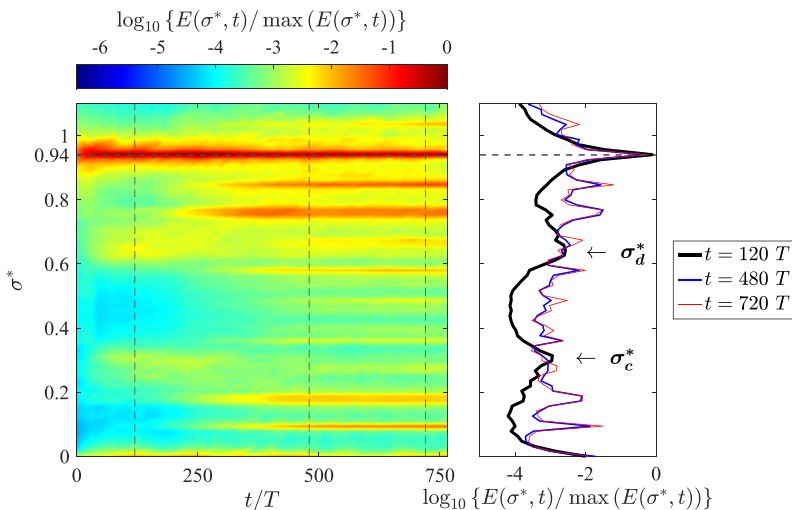 log₁₀ {E(σ*, t)/ max (E(σ*, t))}
-6 -5 -4 -3 -2 -1 0
1
0.94
0.8
0.6
0.4
0.2
0
σ*
0 250 500 750
t/T
σ*d
σ*c
-4 -2 0
log₁₀ {E(σ*, t)/ max (E(σ*, t))}
t = 120 T
t = 480 T
t = 720 T